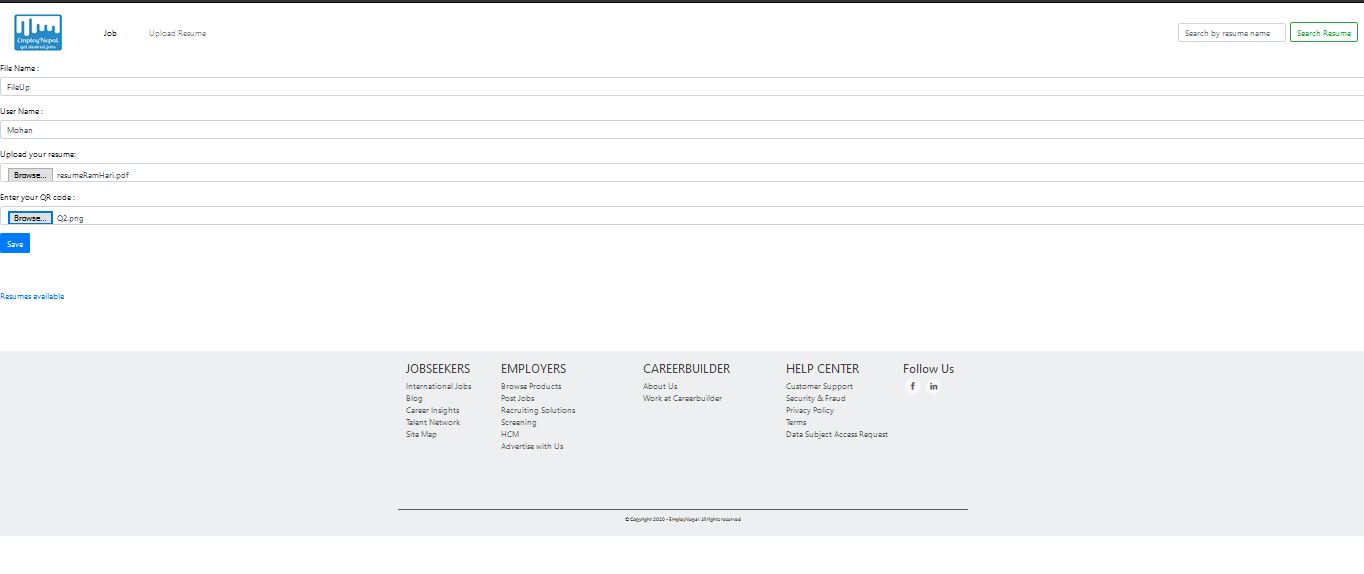 EmployNepal
get desired jobs
Job
Upload Resume
Search by resume name
Search Resume
File Name :
FileUp
User Name :
Mohan
Upload your resume:
Browse... resumeRamHari.pdf
Enter your QR code :
Browse... Q2.png
Save
Resumes available
JOBSEEKERS
International Jobs
Blog
Career Insights
Talent Network
Site Map
EMPLOYERS
Browse Products
Post Jobs
Recruiting Solutions
Screening
HCM
Advertise with Us
CAREERBUILDER
About Us
Work at Careerbuilder
HELP CENTER
Customer Support
Security & Fraud
Privacy Policy
Terms
Data Subject Access Request
Follow Us
f in
© Copyright 2020 - EmployNepal. All rights reserved